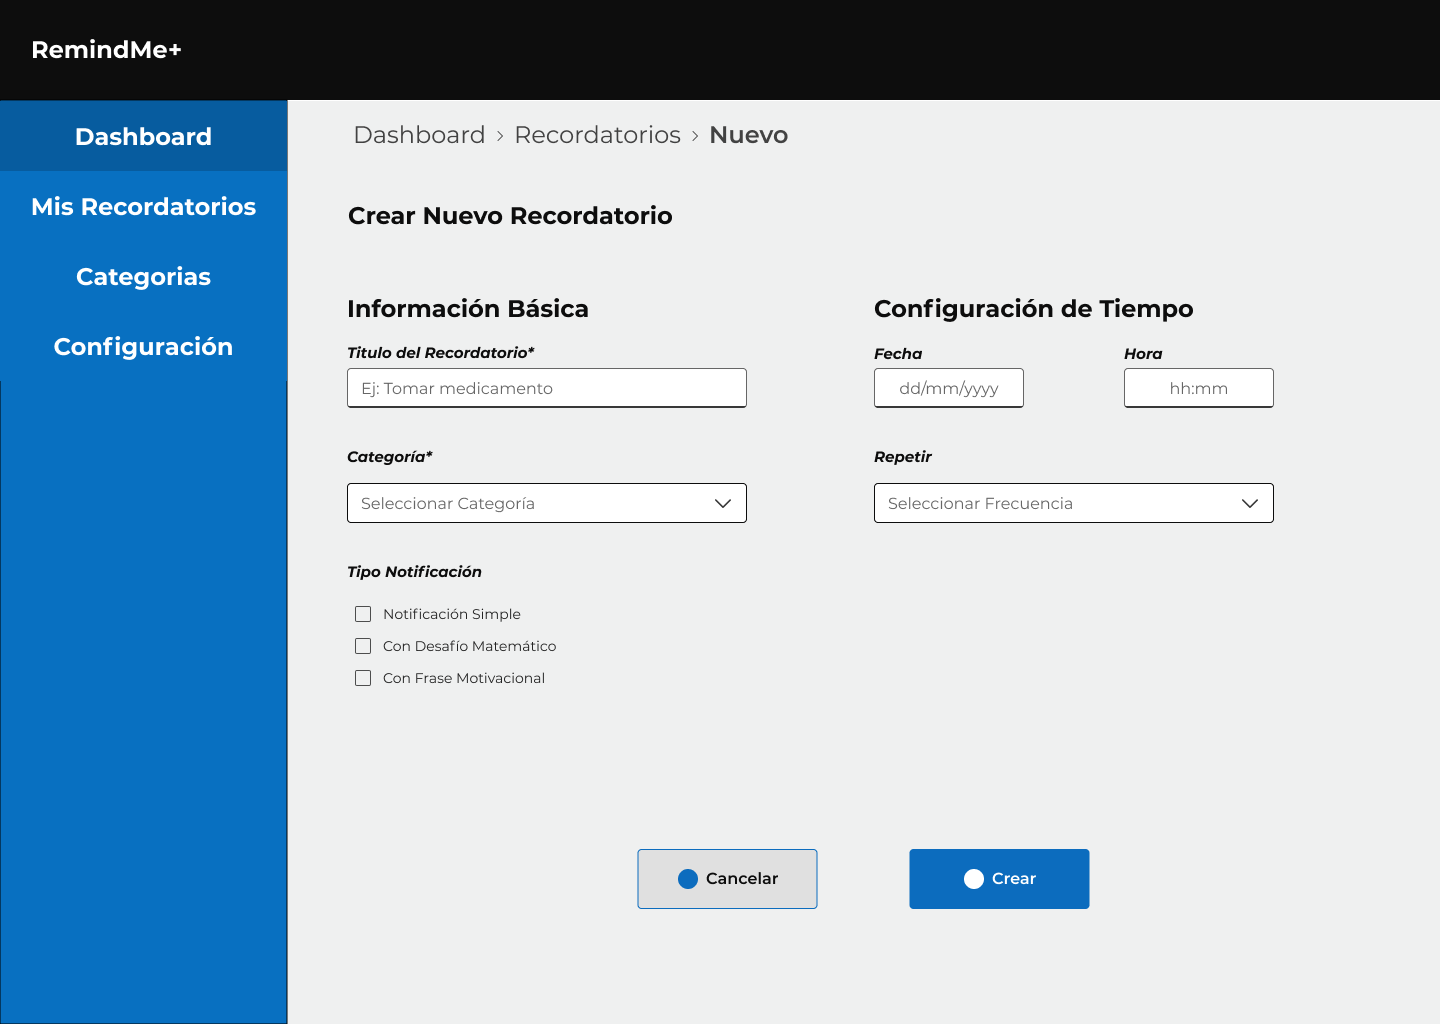 RemindMe+
Dashboard
Mis Recordatorios
Categorias
Configuración
Dashboard › Recordatorios › Nuevo
Crear Nuevo Recordatorio
Información Básica
Titulo del Recordatorio*
Ej: Tomar medicamento
Categoría*
Seleccionar Categoría
Tipo Notificación
Notificación Simple
Con Desafío Matemático
Con Frase Motivacional
Configuración de Tiempo
Fecha Hora
dd/mm/yyyy hh:mm
Repetir
Seleccionar Frecuencia
Cancelar Crear